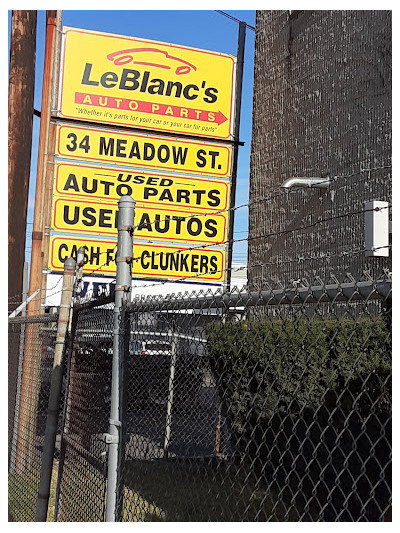 LeBlanc's
AUTO PARTS
"Whether it's parts for your car or your car for parts"
34 MEADOW ST.
USED
AUTO PARTS
USED AUTOS
CASH FOR CLUNKERS